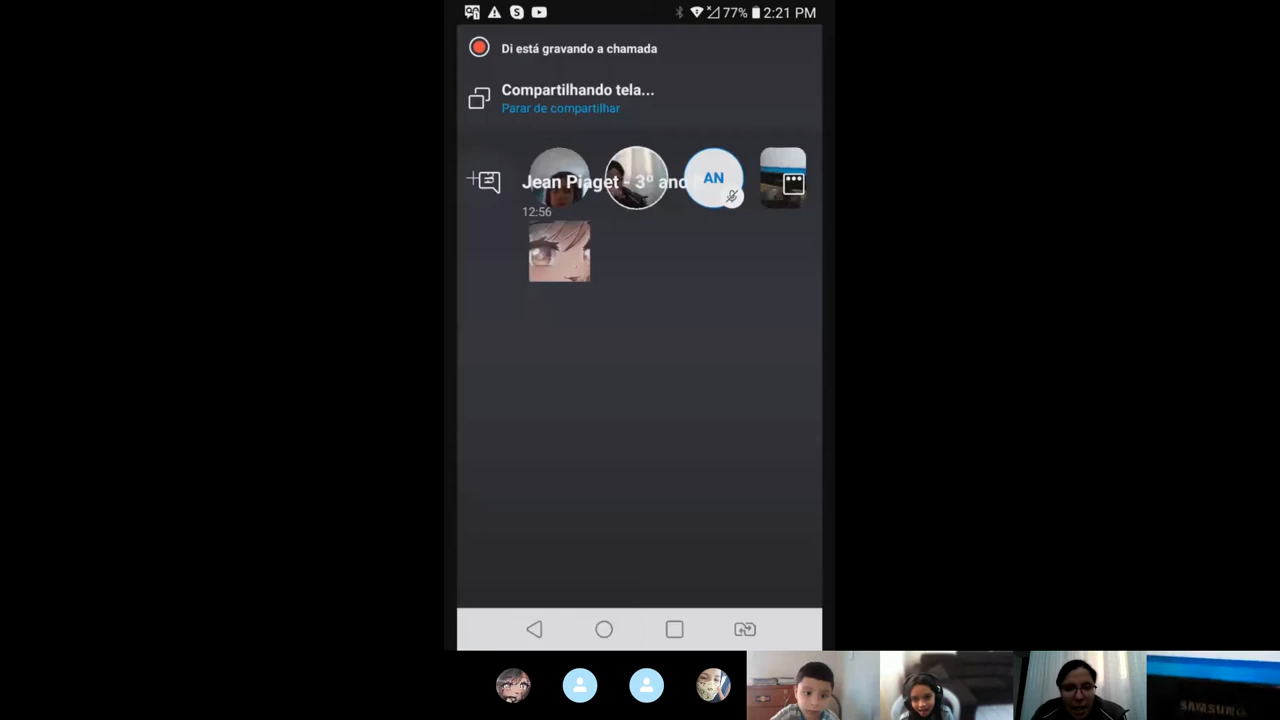 77% 2:21 PM
Di está gravando a chamada
Compartilhando tela...
Parar de compartilhar
Jean Piaget - 3º ano
AN
12:56
SAMSUNG